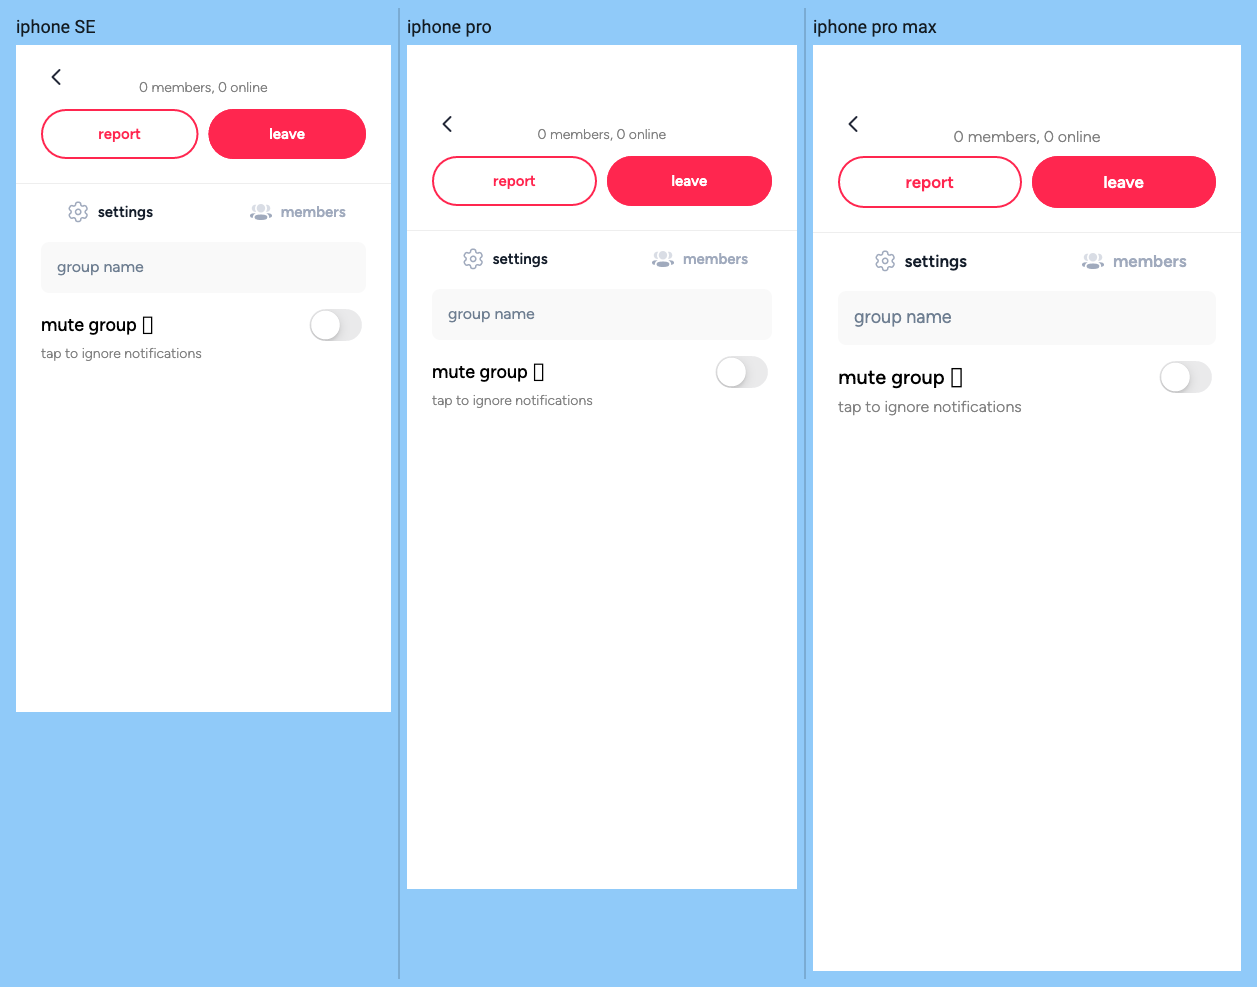 iphone SE
0 members, 0 online
report
leave
settings
members
group name
mute group ▯
tap to ignore notifications
iphone pro
0 members, 0 online
report
leave
settings
members
group name
mute group ▯
tap to ignore notifications
iphone pro max
0 members, 0 online
report
leave
settings
members
group name
mute group ▯
tap to ignore notifications